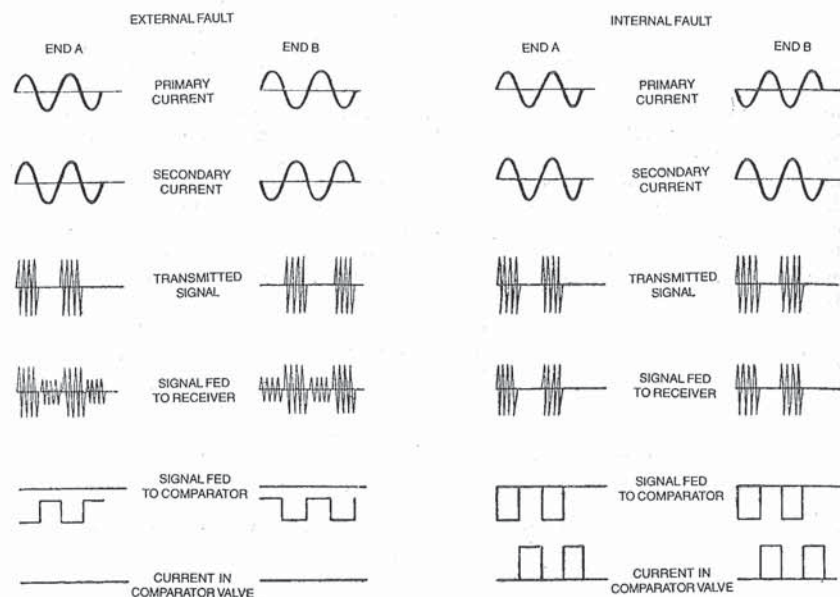 EXTERNAL FAULT
INTERNAL FAULT
END A
END B
END A
END B
PRIMARY
CURRENT
PRIMARY
CURRENT
SECONDARY
CURRENT
SECONDARY
CURRENT
TRANSMITTED
SIGNAL
TRANSMITTED
SIGNAL
SIGNAL FED
TO RECEIVER
SIGNAL FED
TO RECEIVER
SIGNAL FED
TO COMPARATOR
SIGNAL FED
TO COMPARATOR
CURRENT IN
COMPARATOR VALVE
CURRENT IN
COMPARATOR VALVE